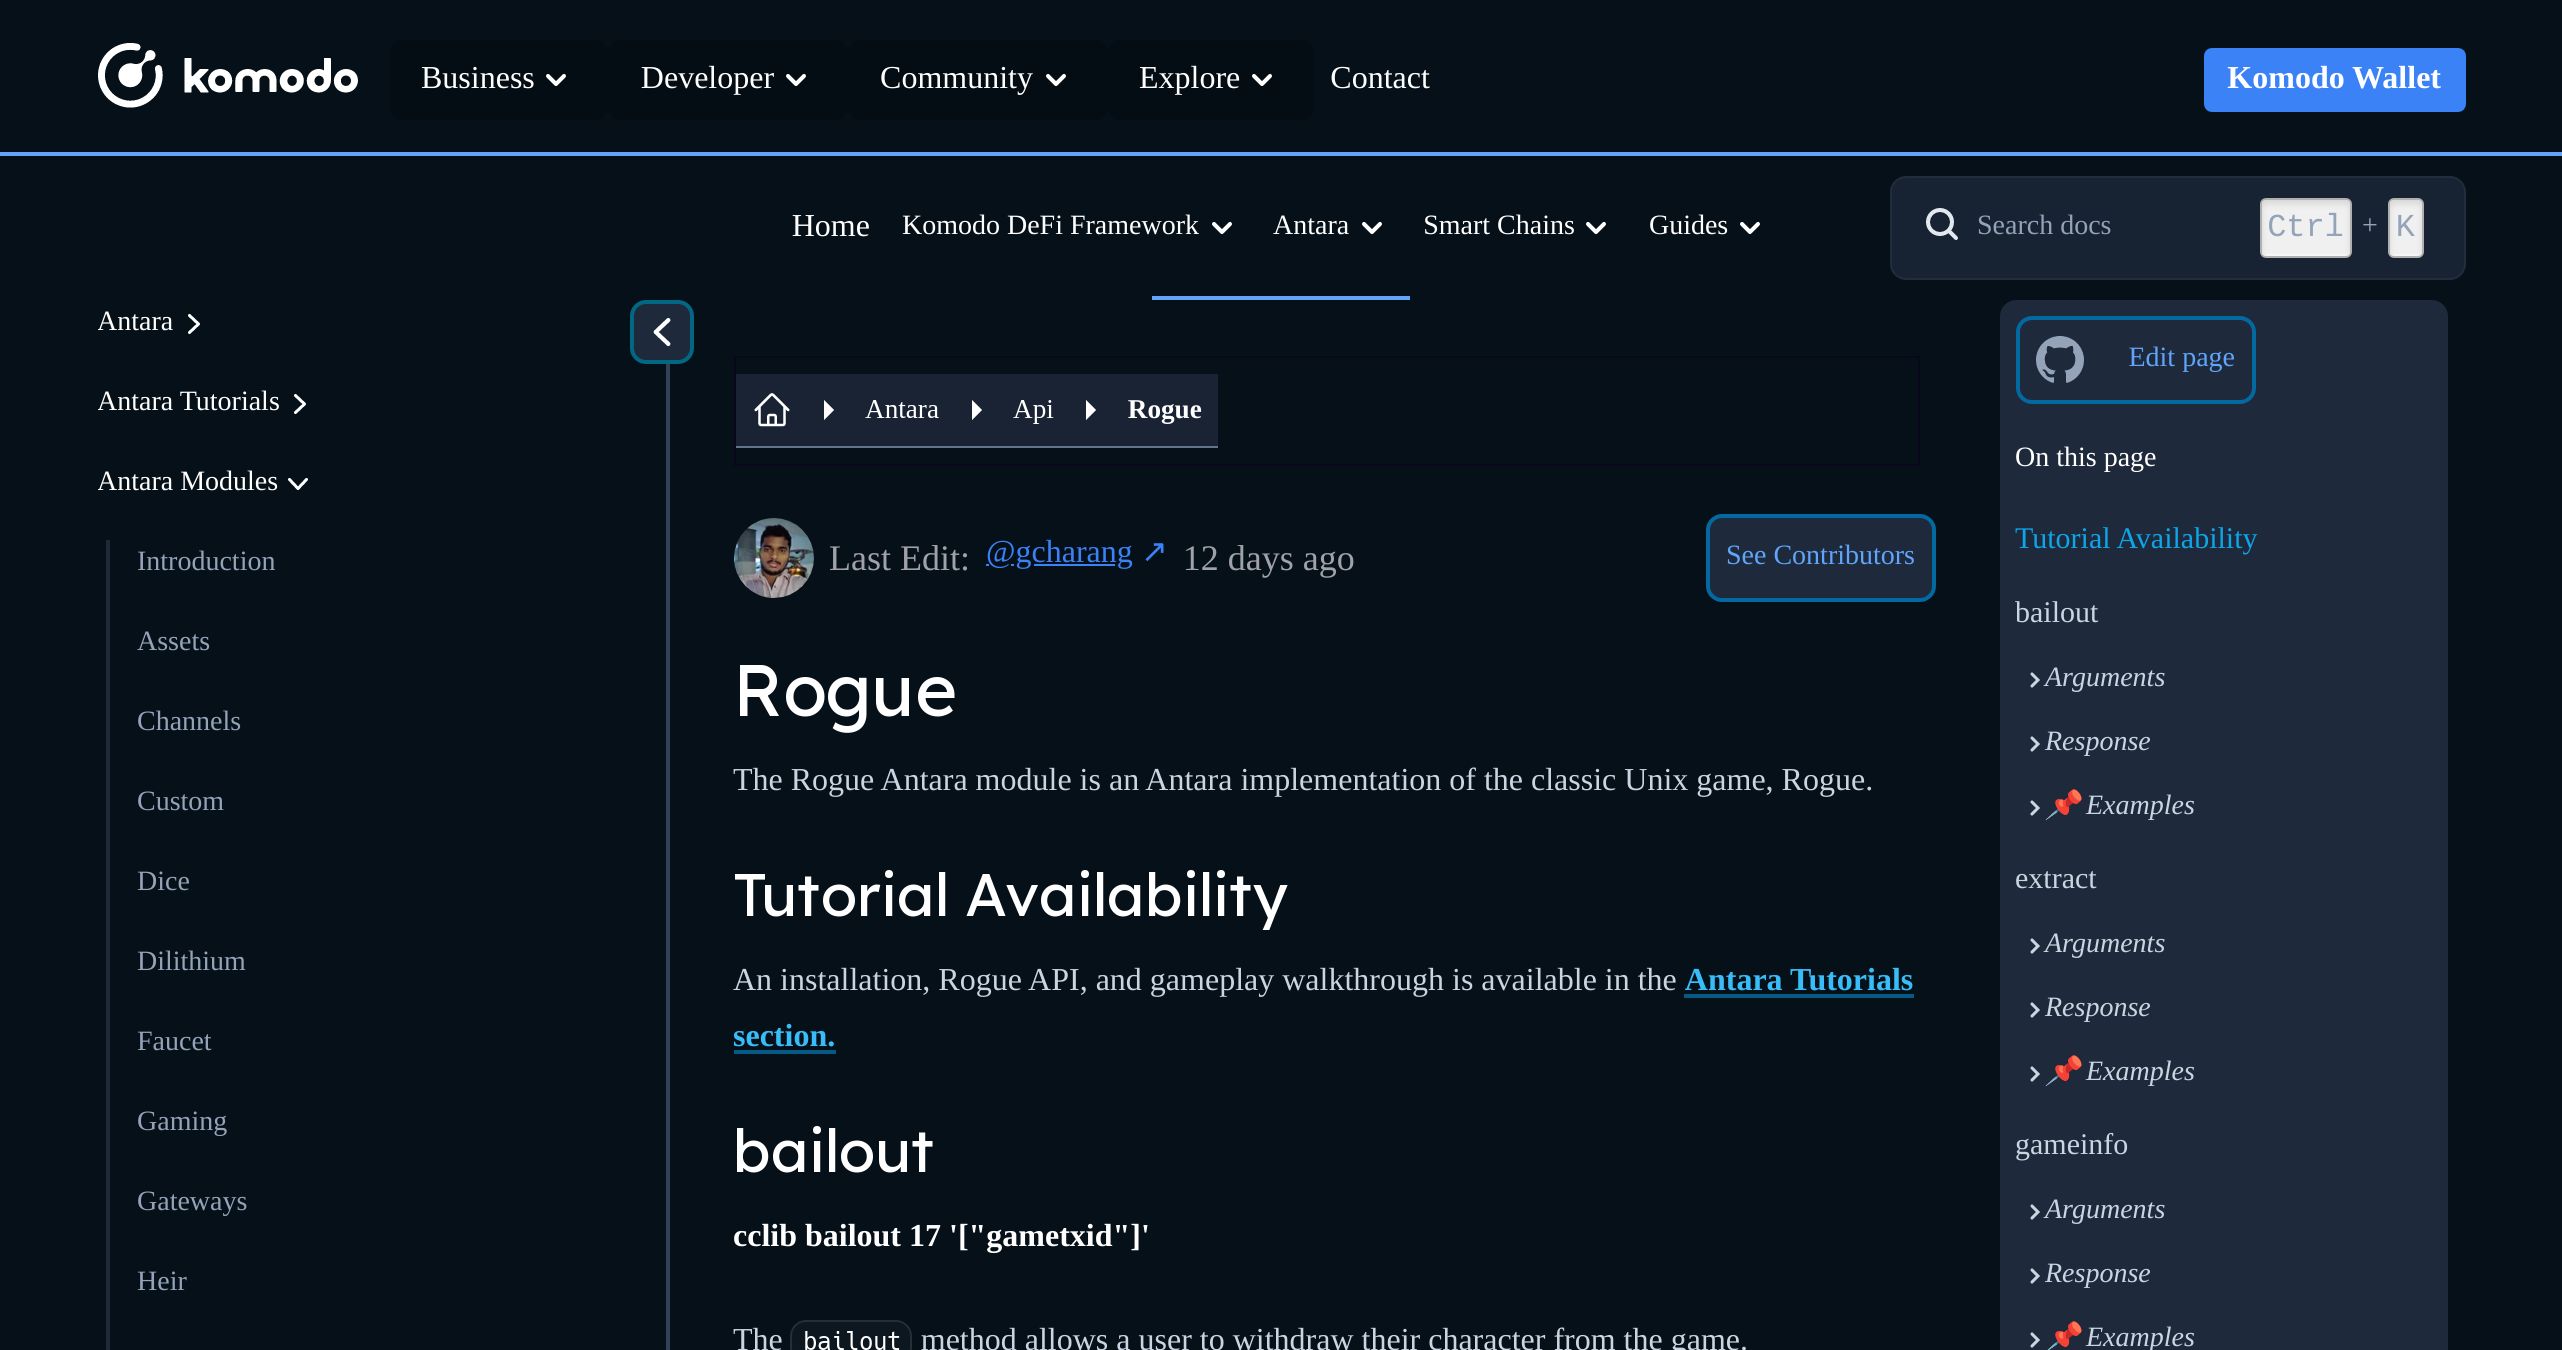 komodo Business Developer Community Explore Contact Komodo Wallet
Home Komodo DeFi Framework Antara Smart Chains Guides Search docs Ctrl + K
Antara
Antara Tutorials
Antara Modules
Introduction
Assets
Channels
Custom
Dice
Dilithium
Faucet
Gaming
Gateways
Heir
Antara Api Rogue
Last Edit: @gcharang ↗ 12 days ago See Contributors
Rogue
The Rogue Antara module is an Antara implementation of the classic Unix game, Rogue.
Tutorial Availability
An installation, Rogue API, and gameplay walkthrough is available in the Antara Tutorials
section.
bailout
cclib bailout 17 '["gametxid"]'
The bailout method allows a user to withdraw their character from the game.
Edit page
On this page
Tutorial Availability
bailout
Arguments
Response
📌Examples
extract
Arguments
Response
📌Examples
gameinfo
Arguments
Response
📌Examples